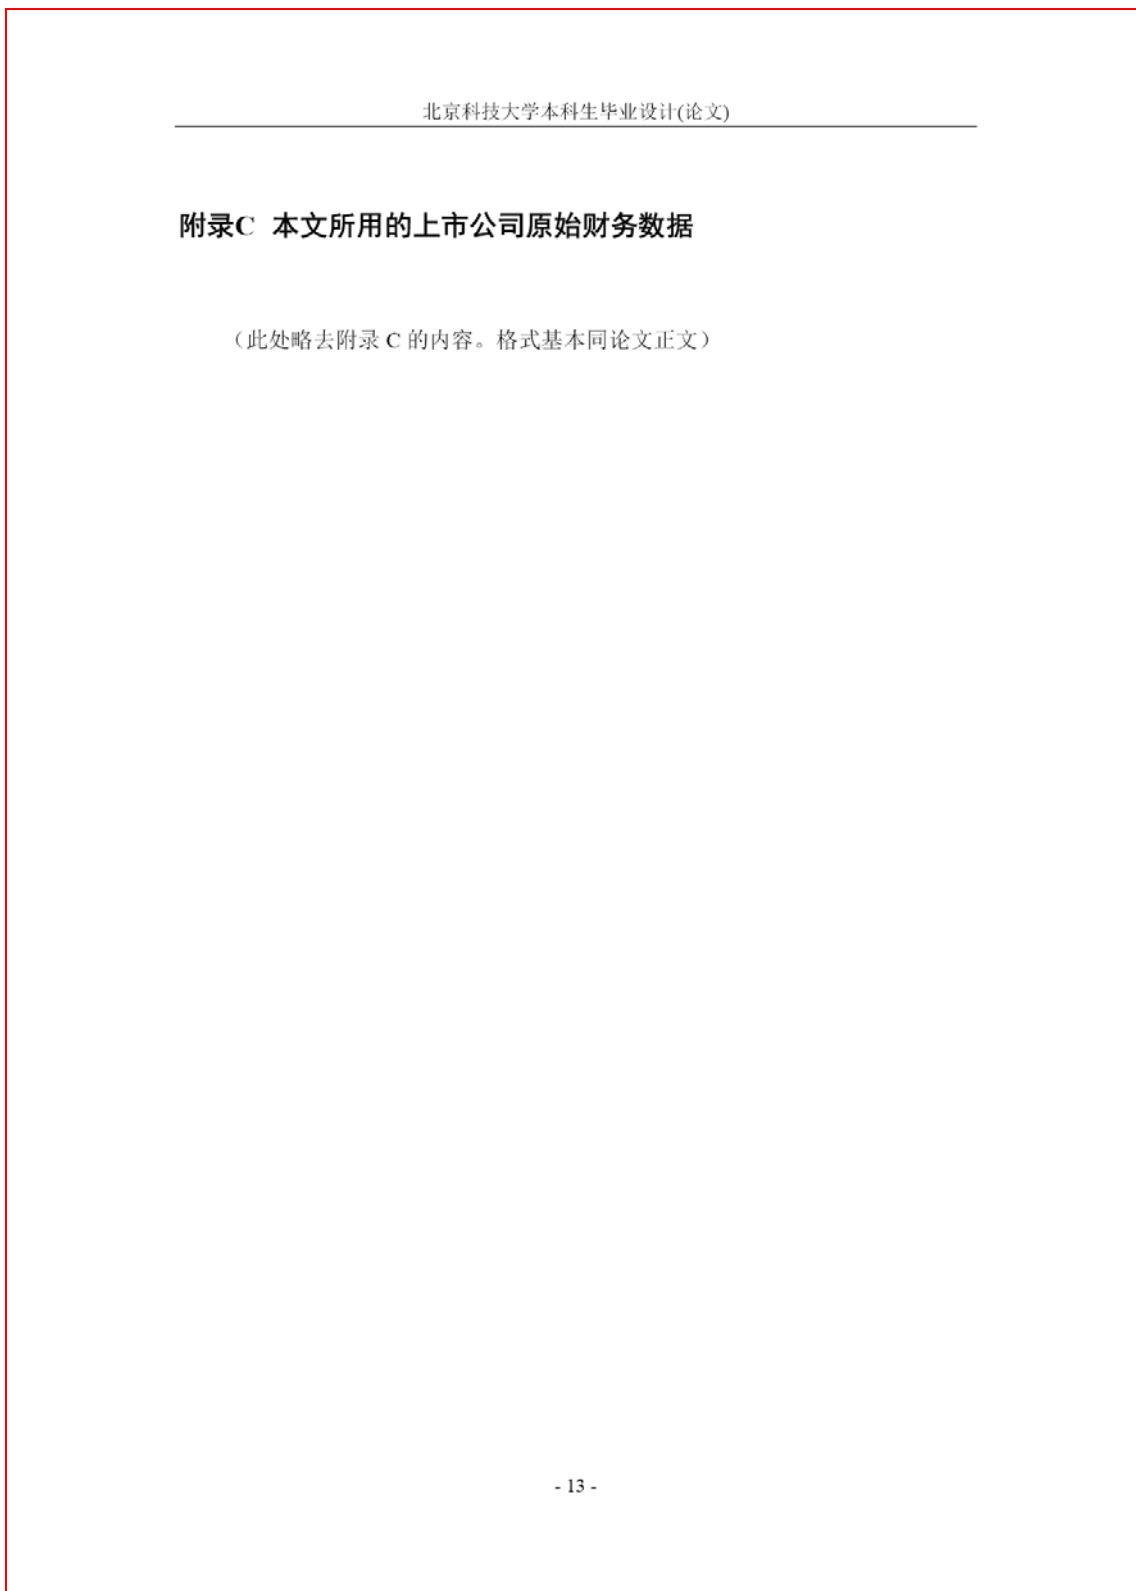 北京科技大学本科生毕业设计(论文)
附录C 本文所用的上市公司原始财务数据
（此处略去附录 C 的内容。格式基本同论文正文）
- 13 -